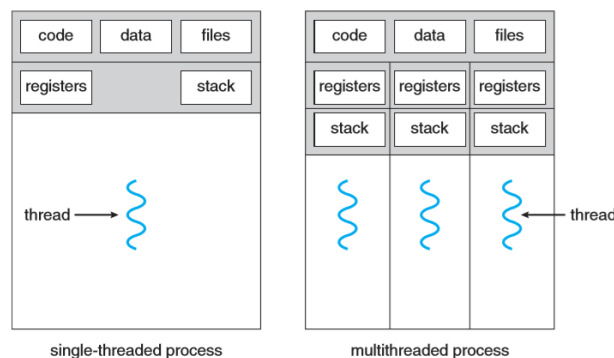 code data files
registers stack
thread
single-threaded process
code data files
registers registers registers
stack stack stack
thread
multithreaded process